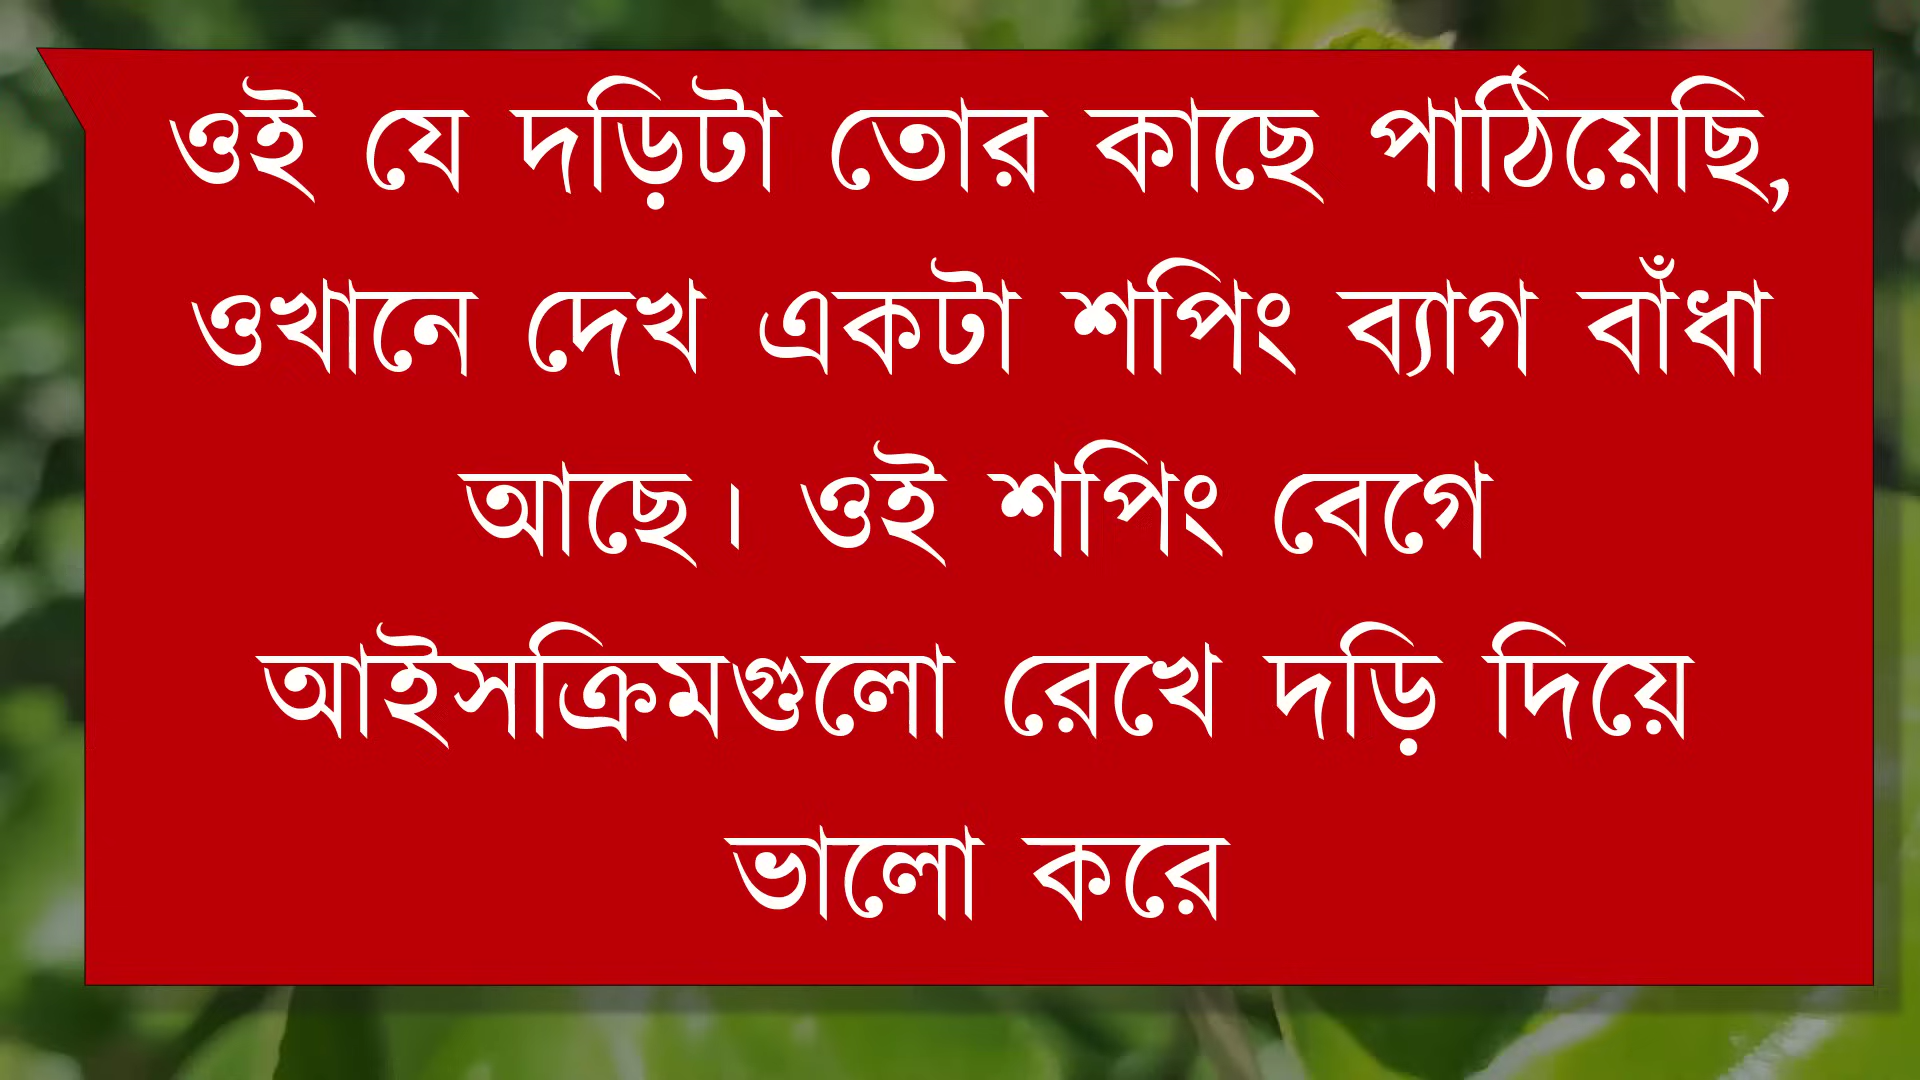 ওই যে দড়িটা তোর কাছে পাঠিয়েছি,
ওখানে দেখ একটা শপিং ব্যাগ বাঁধা
আছে। ওই শপিং বেগে
আইসক্রিমগুলো রেখে দড়ি দিয়ে
ভালো করে